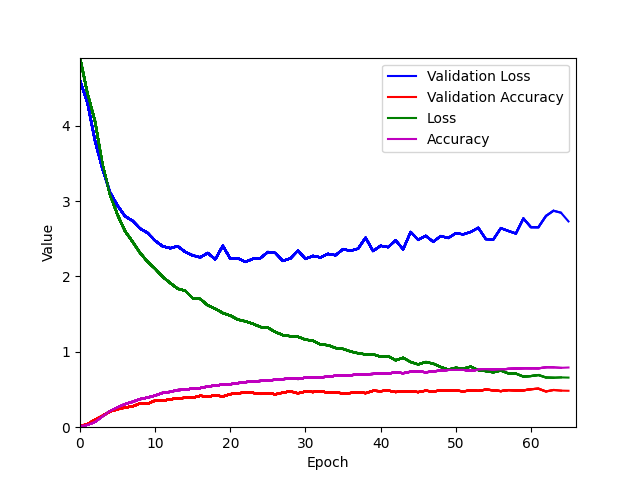 Validation Loss
Validation Accuracy
Loss
Accuracy
4
3
2
1
0
Value
0 10 20 30 40 50 60
Epoch